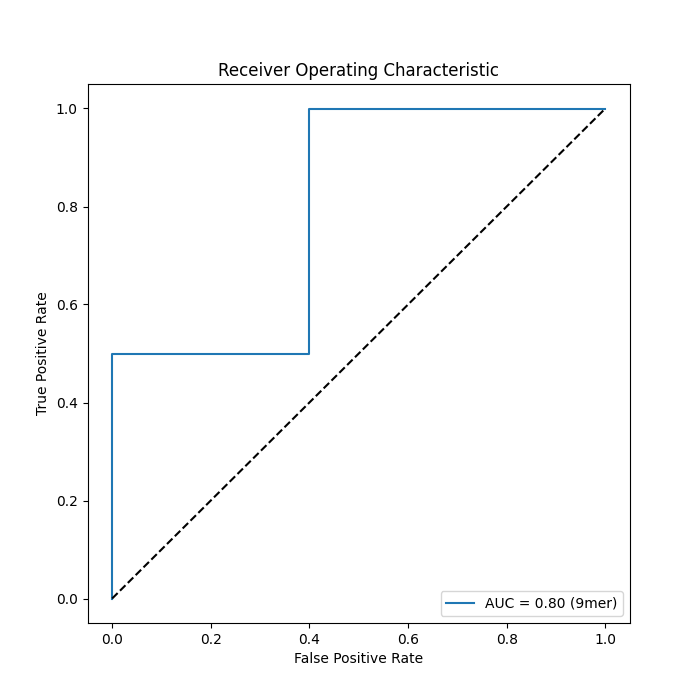 Receiver Operating Characteristic
1.0
0.8
0.6
0.4
0.2
0.0
True Positive Rate
AUC = 0.80 (9mer)
0.0 0.2 0.4 0.6 0.8 1.0
False Positive Rate